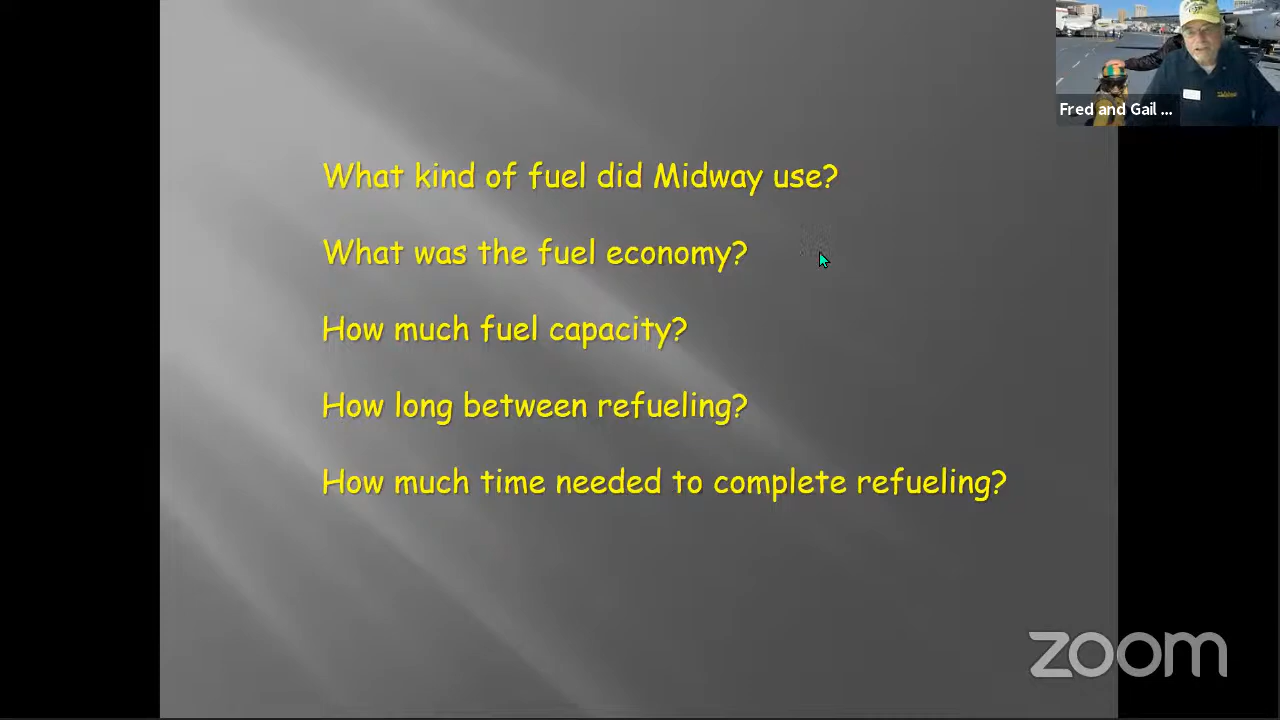 Fred and Gail ...
What kind of fuel did Midway use?
What was the fuel economy?
How much fuel capacity?
How long between refueling?
How much time needed to complete refueling?
zoom